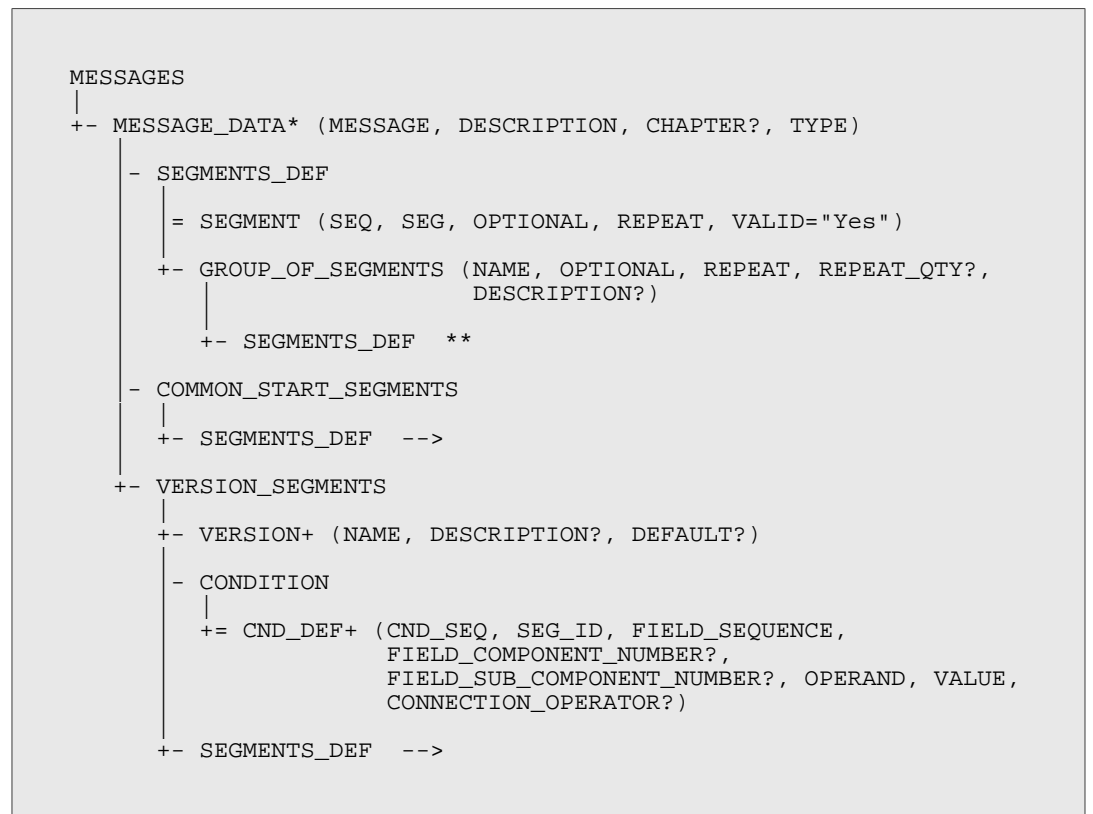 MESSAGES
|
+- MESSAGE_DATA* (MESSAGE, DESCRIPTION, CHAPTER?, TYPE)
|
|- SEGMENTS_DEF
|  |
|  |= SEGMENT (SEQ, SEG, OPTIONAL, REPEAT, VALID="Yes")
|  |
|  +- GROUP_OF_SEGMENTS (NAME, OPTIONAL, REPEAT, REPEAT_QTY?,
|     |                  DESCRIPTION?)
|     |
|     +- SEGMENTS_DEF  **
|
|- COMMON_START_SEGMENTS
|  |
|  +- SEGMENTS_DEF  -->
|
+- VERSION_SEGMENTS
   |
   +- VERSION+ (NAME, DESCRIPTION?, DEFAULT?)
   |
   |- CONDITION
   |  |
   |  += CND_DEF+ (CND_SEQ, SEG_ID, FIELD_SEQUENCE,
   |               FIELD_COMPONENT_NUMBER?,
   |               FIELD_SUB_COMPONENT_NUMBER?, OPERAND, VALUE,
   |               CONNECTION_OPERATOR?)
   |
   +- SEGMENTS_DEF  -->